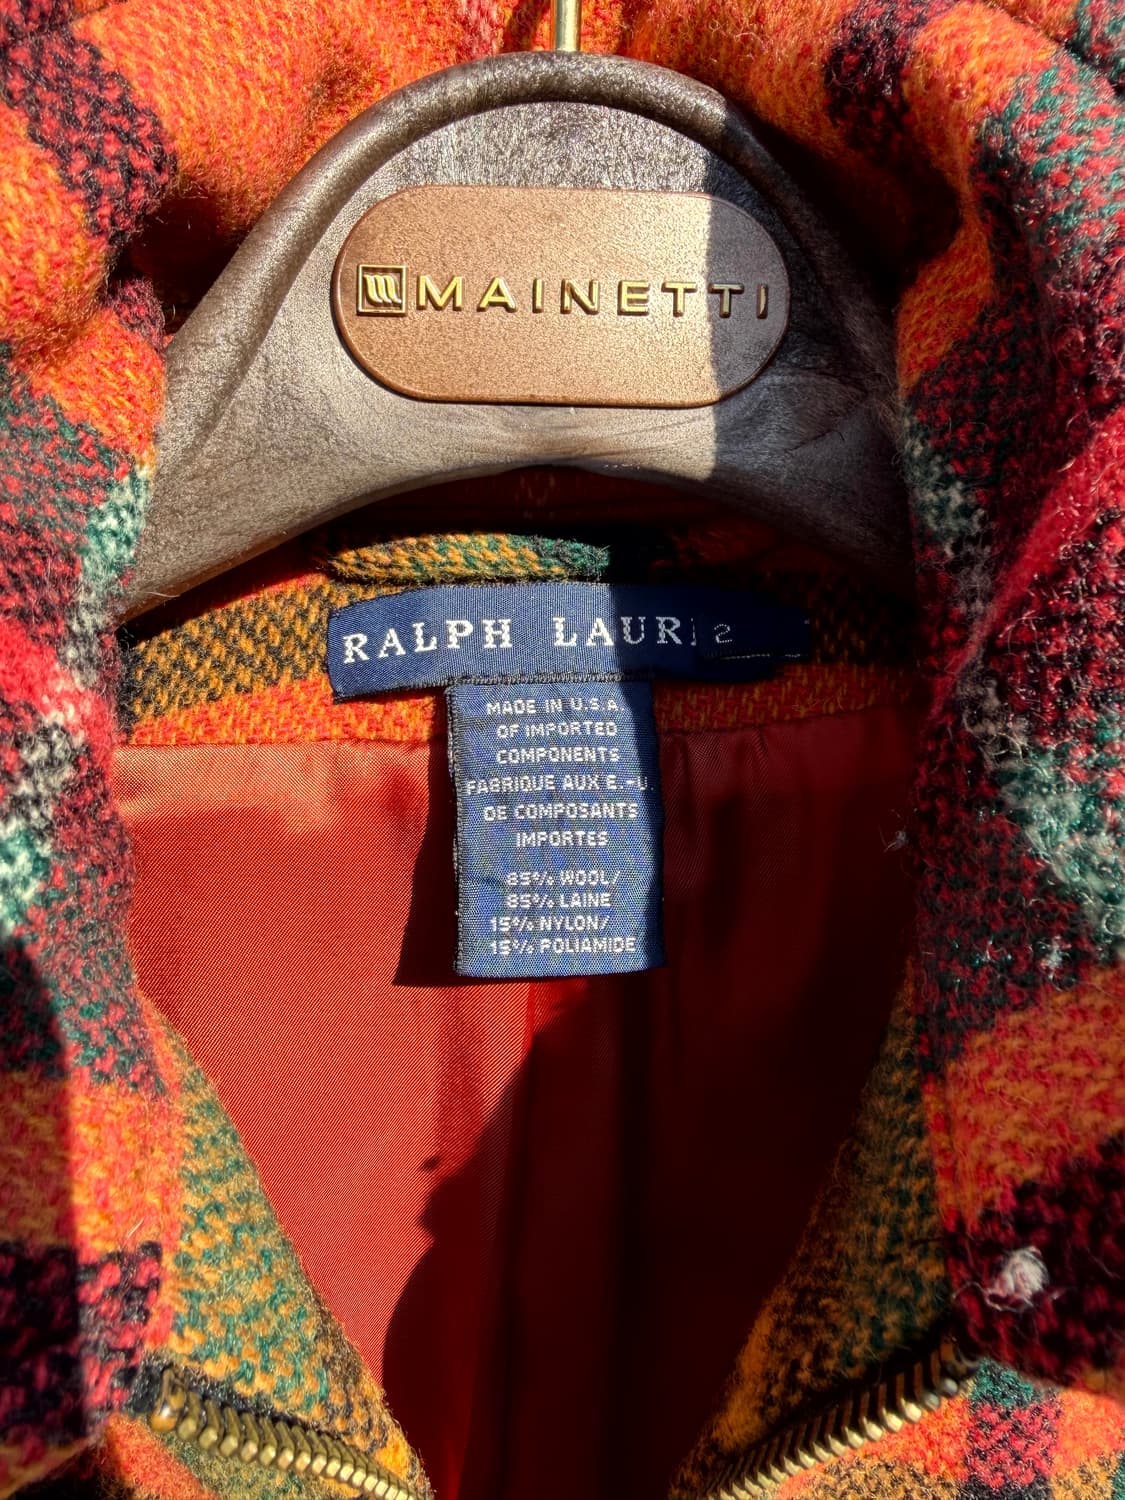 MAINETTI
RALPH LAUR
2
MADE IN U.S.A.
OF IMPORTED
COMPONENTS
FABRIQUE AUX E.-U.
DE COMPOSANTS
IMPORTES
85% WOOL/
85% LAINE
15% NYLON/
15% POLIAMIDE